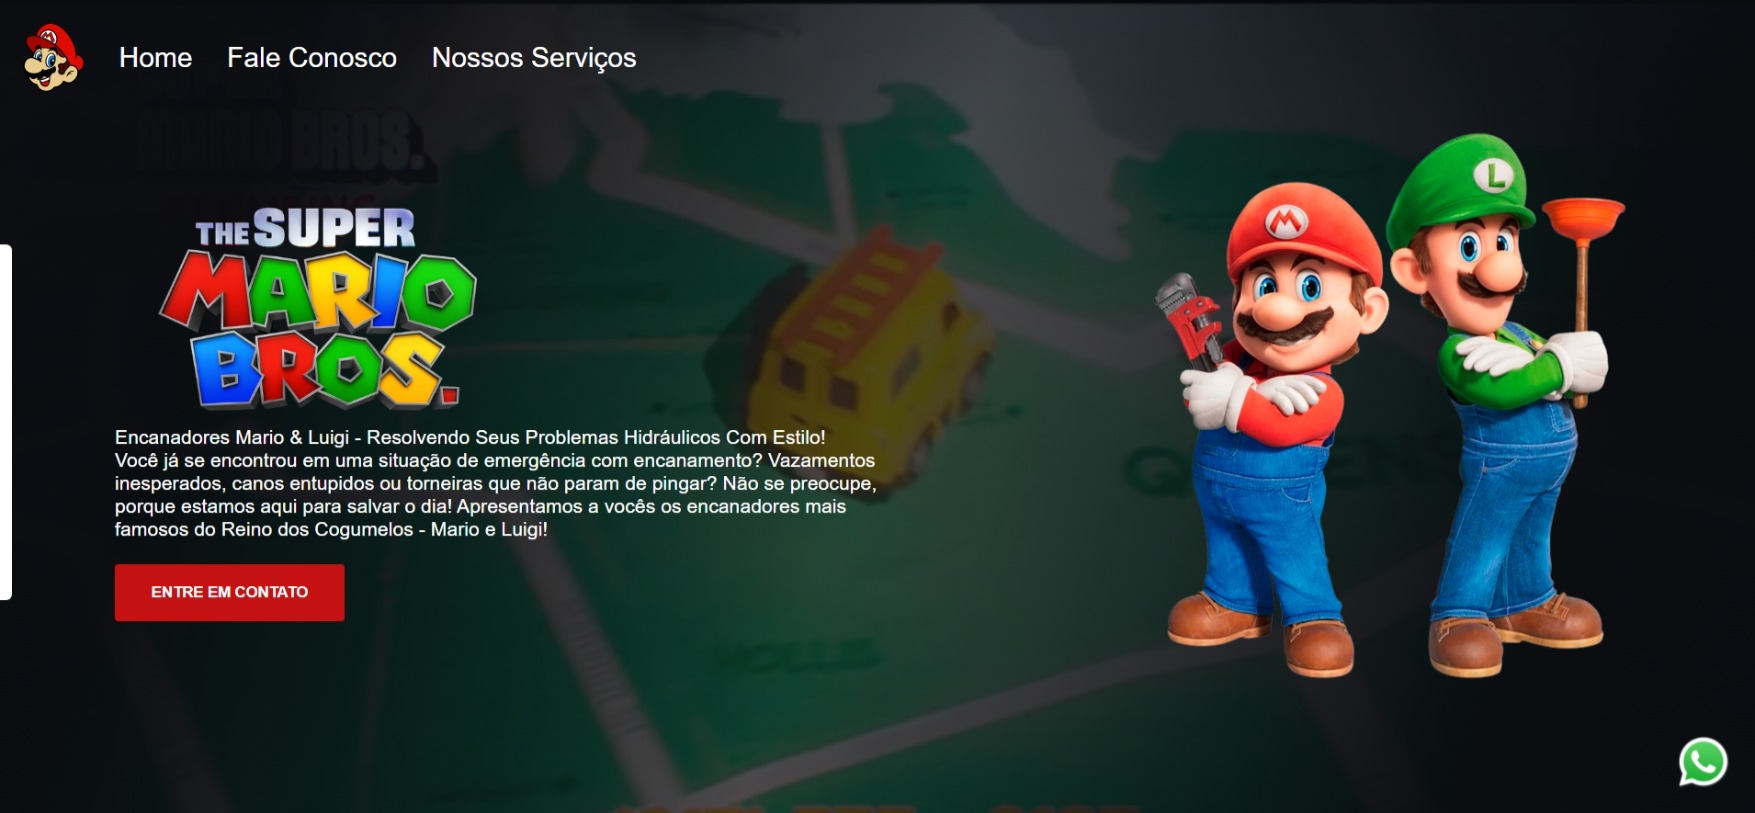 Home Fale Conosco Nossos Serviços
MARIO BROS.
THE SUPER
MARIO
BROS.
M
L
Encanadores Mario & Luigi - Resolvendo Seus Problemas Hidráulicos Com Estilo!
Você já se encontrou em uma situação de emergência com encanamento? Vazamentos
inesperados, canos entupidos ou torneiras que não param de pingar? Não se preocupe,
porque estamos aqui para salvar o dia! Apresentamos a vocês os encanadores mais
famosos do Reino dos Cogumelos - Mario e Luigi!
ENTRE EM CONTATO